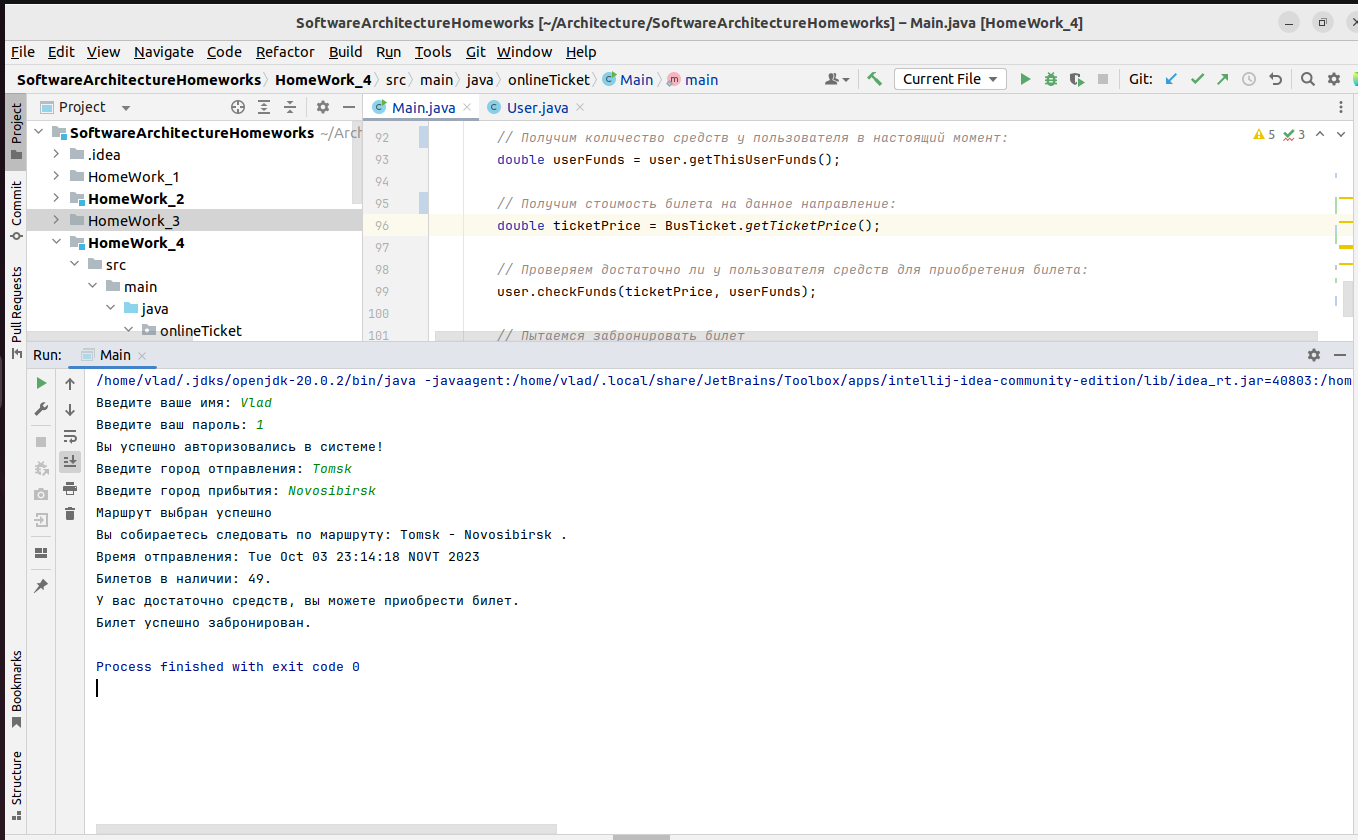 SoftwareArchitectureHomeworks [~/Architecture/SoftwareArchitectureHomeworks] – Main.java [HomeWork_4]
File Edit View Navigate Code Refactor Build Run Tools Git Window Help
SoftwareArchitectureHomeworks HomeWork_4 src main java onlineTicket Main main Current File Git:
Project
Project
SoftwareArchitectureHomeworks ~/Arch
.idea
HomeWork_1
HomeWork_2
HomeWork_3
HomeWork_4
src
main
java
onlineTicket
Commit
Pull Requests
Main.java User.java
5 3
92 // Получим количество средств у пользователя в настоящий момент:
93 double userFunds = user.getThisUserFunds();
94
95 // Получим стоимость билета на данное направление:
96 double ticketPrice = BusTicket.getTicketPrice();
97
98 // Проверяем достаточно ли у пользователя средств для приобретения билета:
99 user.checkFunds(ticketPrice, userFunds);
100
101 // Пытаемся забронировать билет
Run: Main
/home/vlad/.jdks/openjdk-20.0.2/bin/java -javaagent:/home/vlad/.local/share/JetBrains/Toolbox/apps/intellij-idea-community-edition/lib/idea_rt.jar=40803:/hom
Введите ваше имя: Vlad
Введите ваш пароль: 1
Вы успешно авторизовались в системе!
Введите город отправления: Tomsk
Введите город прибытия: Novosibirsk
Маршрут выбран успешно
Вы собираетесь следовать по маршруту: Tomsk - Novosibirsk .
Время отправления: Tue Oct 03 23:14:18 NOVT 2023
Билетов в наличии: 49.
У вас достаточно средств, вы можете приобрести билет.
Билет успешно забронирован.
Process finished with exit code 0
Bookmarks
Structure